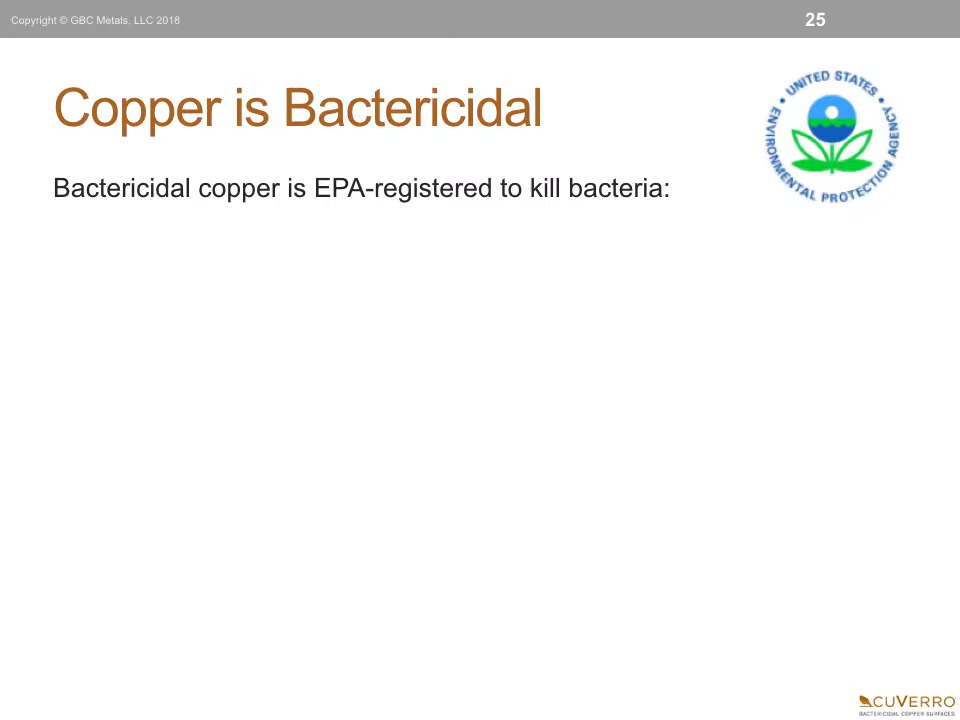 Copyright © GBC Metals, LLC 2018
25
Copper is Bactericidal
UNITED STATES
ENVIRONMENTAL PROTECTION AGENCY
Bactericidal copper is EPA-registered to kill bacteria:
CUVERRO
BACTERICIDAL COPPER SURFACES